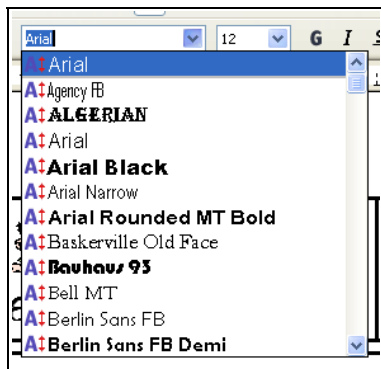 Arial 12 G I S
Arial
Agency FB
ALGERIAN
Arial
Arial Black
Arial Narrow
Arial Rounded MT Bold
Baskerville Old Face
Bauhaus 93
Bell MT
Berlin Sans FB
Berlin Sans FB Demi